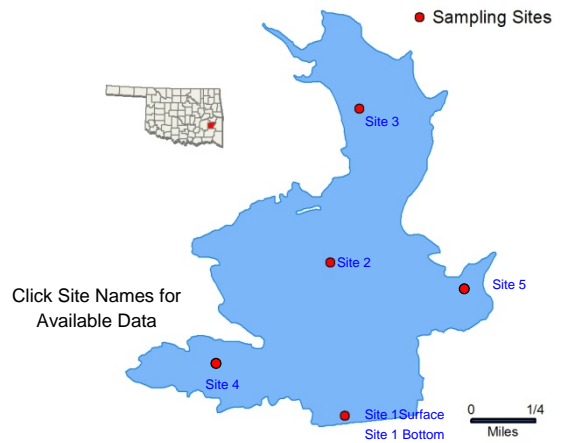 Sampling Sites
Site 3
Site 2
Site 5
Click Site Names for
Available Data
Site 4
Site 1Surface
Site 1 Bottom
0 1/4
Miles